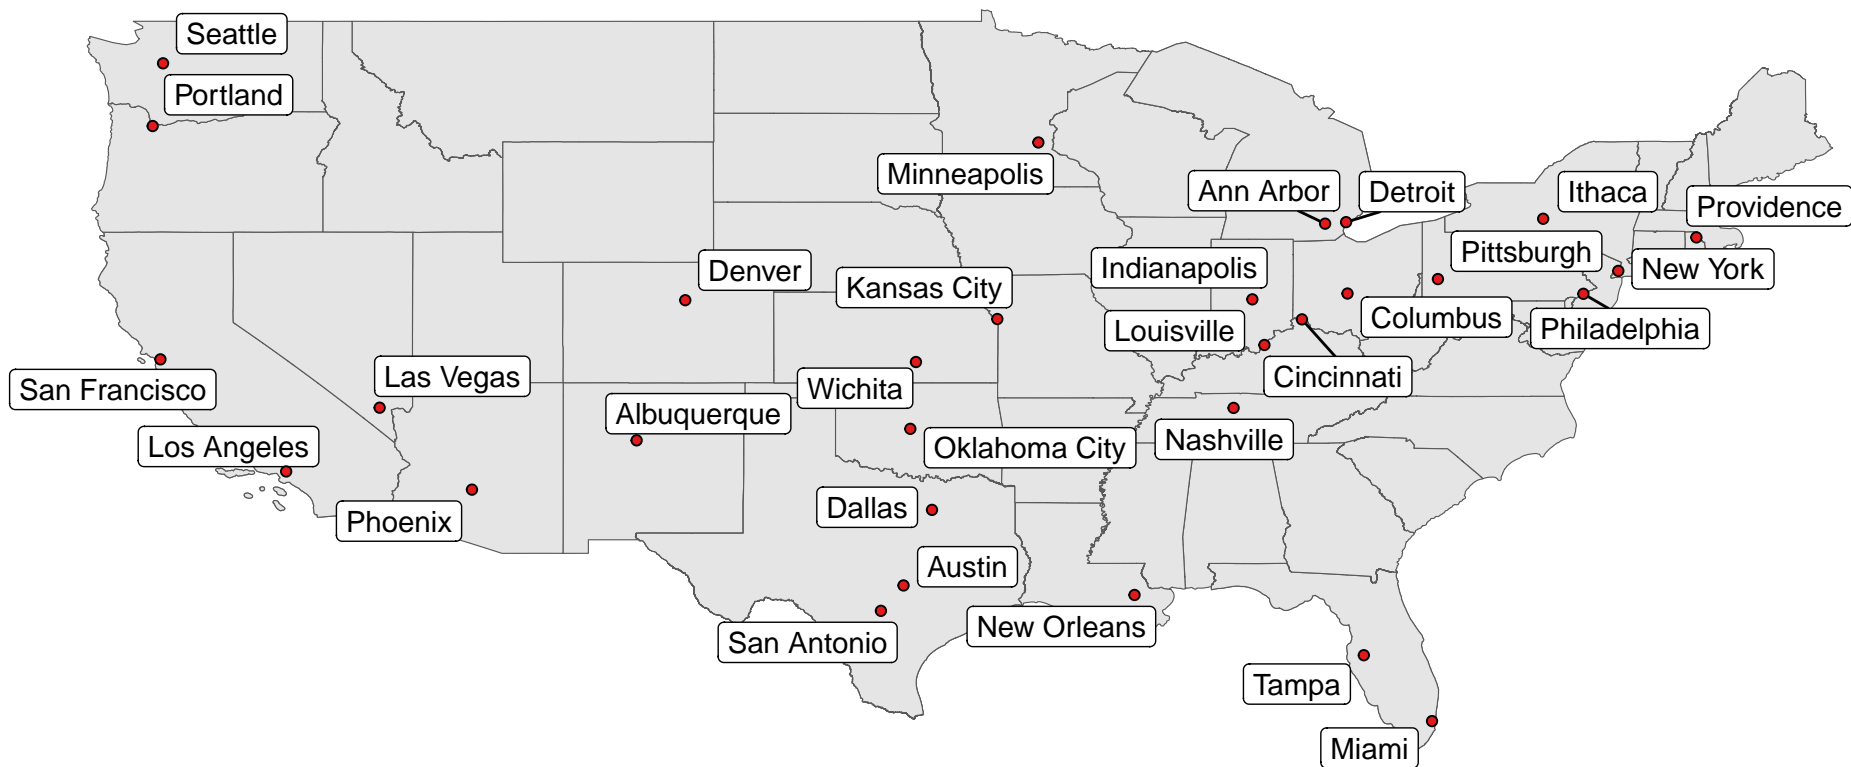 Seattle
Portland
Minneapolis
Ann Arbor
Detroit
Ithaca
Providence
Pittsburgh
Denver
Indianapolis
New York
Kansas City
Columbus
Louisville
Philadelphia
San Francisco
Las Vegas
Cincinnati
Wichita
Albuquerque
Los Angeles
Oklahoma City
Nashville
Dallas
Phoenix
Austin
New Orleans
San Antonio
Tampa
Miami